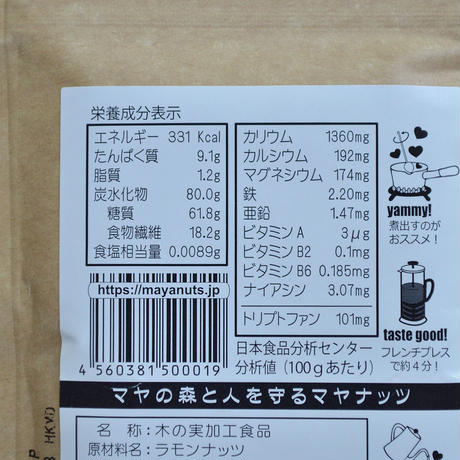 栄養成分表示
エネルギー 331 Kcal
たんぱく質 9.1g
脂質 1.2g
炭水化物 80.0g
糖質 61.8g
食物繊維 18.2g
食塩相当量 0.0089g
カリウム 1360mg
カルシウム 192mg
マグネシウム 174mg
鉄 2.20mg
亜鉛 1.47mg
ビタミン A 3μg
ビタミン B2 0.1mg
ビタミン B6 0.185mg
ナイアシン 3.07mg
トリプトファン 101mg
日本食品分析センター
分析値（100gあたり）
https://mayanuts.jp
4 560381 500019
yummy!
煮出すのが
おススメ！
taste good!
フレンチプレス
で約4分！
マヤの森と人を守るマヤナッツ
名称：木の実加工食品
原材料名：ラモンナッツ